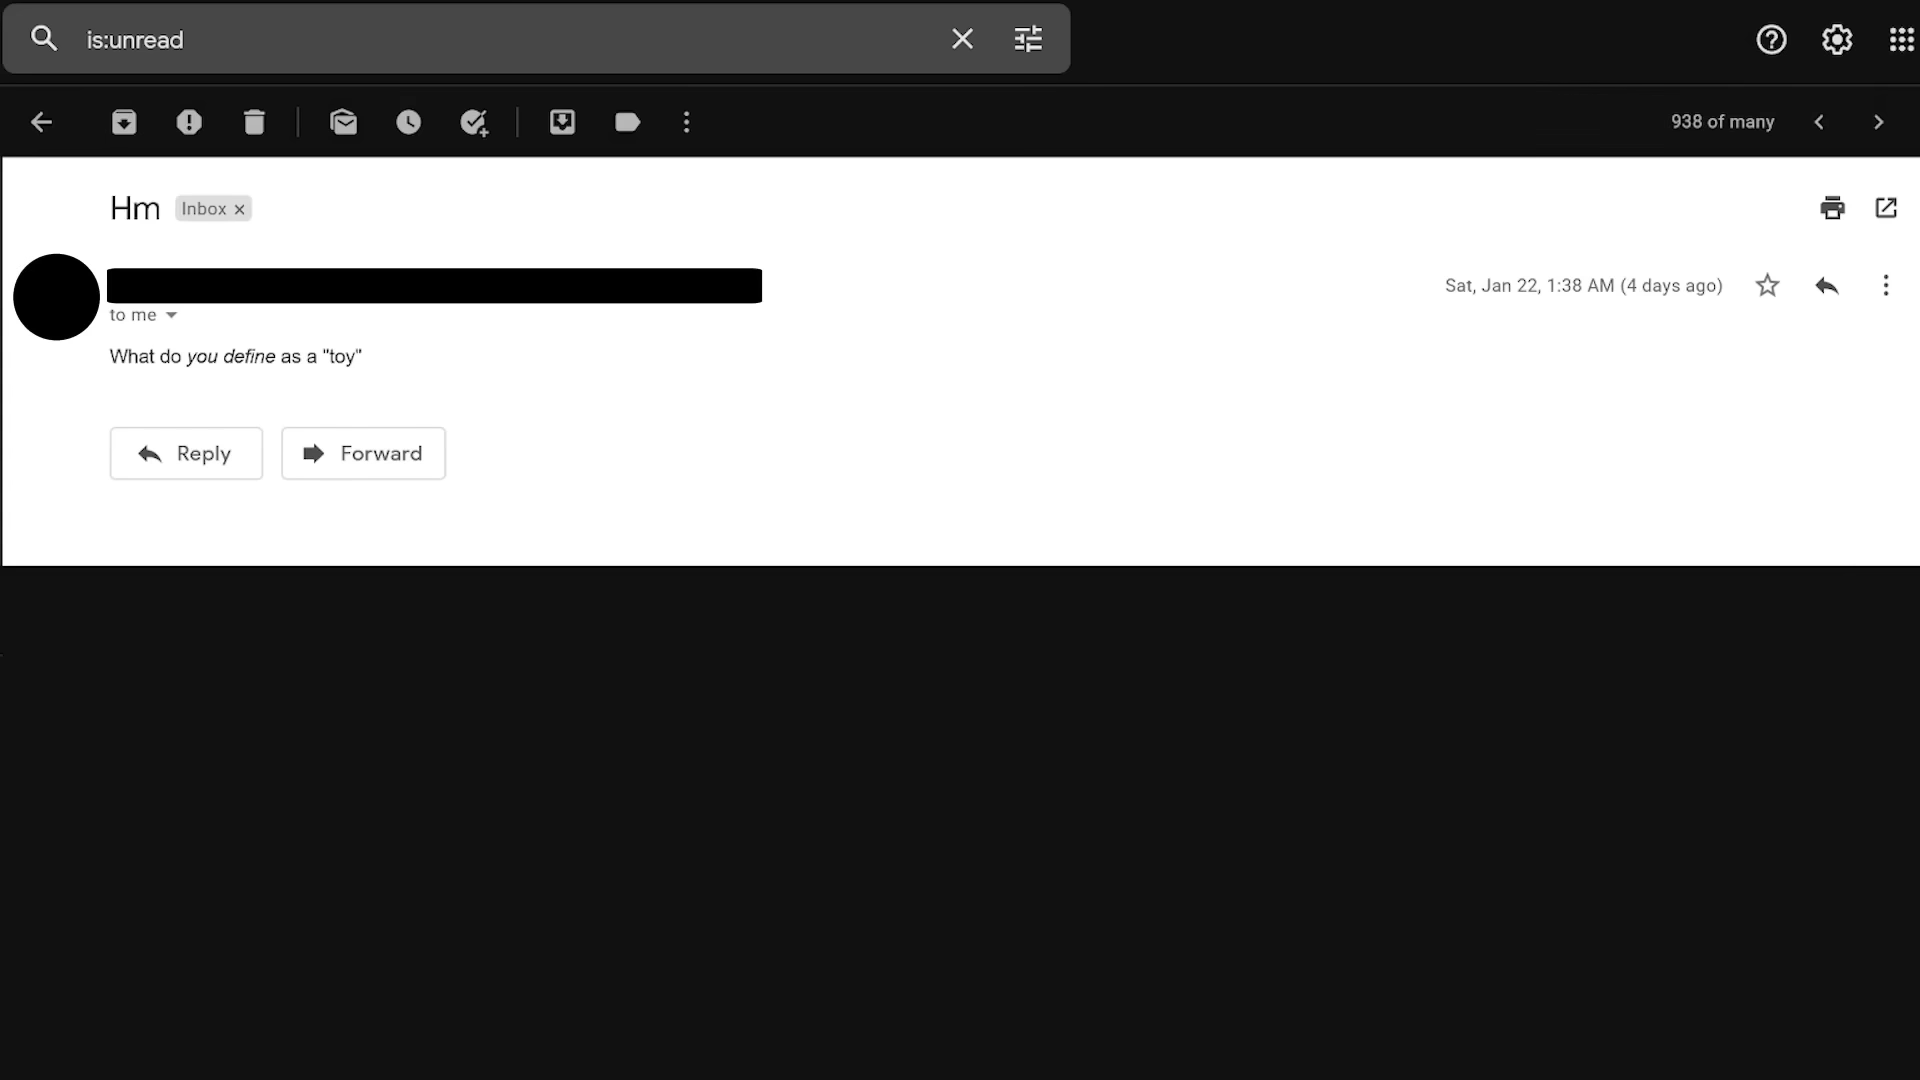 is:unread
938 of many
Hm Inbox x
Sat, Jan 22, 1:38 AM (4 days ago)
to me
What do you define as a "toy"
Reply Forward